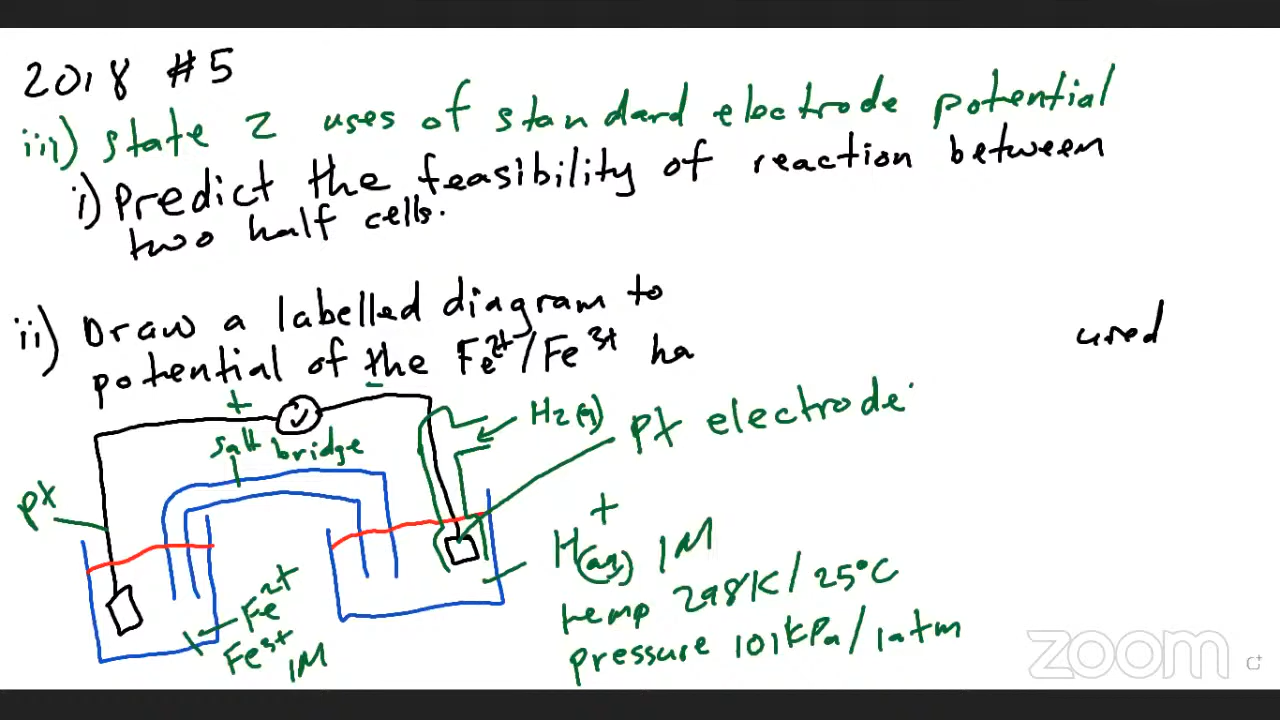 2018 #5
iii) state 2 uses of standard electrode potential
i) Predict the feasibility of reaction between
two half cells.
ii) Draw a labelled diagram to
used
potential of the Fe2+/Fe3+ ha
+
-
V
salt bridge
H2(g)
pt electrode
pt
H+(aq) 1M
temp 298K/25°C
pressure 101kPa/1atm
Fe2+
Fe3+
1M
zoom